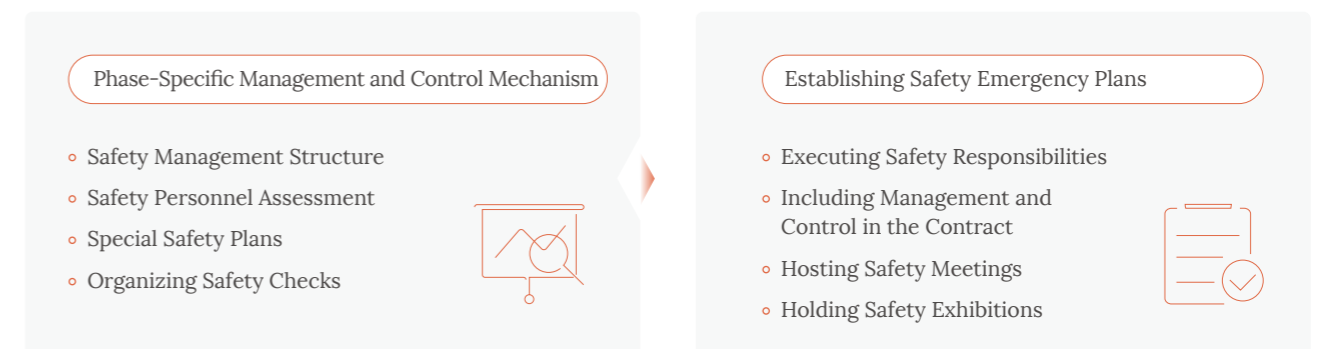 Phase-Specific Management and Control Mechanism
Safety Management Structure
Safety Personnel Assessment
Special Safety Plans
Organizing Safety Checks
Establishing Safety Emergency Plans
Executing Safety Responsibilities
Including Management and
Control in the Contract
Hosting Safety Meetings
Holding Safety Exhibitions